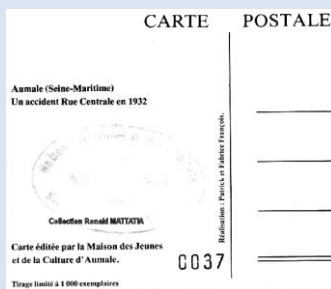 CARTE POSTALE
Aumale (Seine-Maritime)
Un accident Rue Centrale en 1932
Collection Ronald MATTATIA
Réalisation : Patrick et Fabrice François.
Carte éditée par la Maison des Jeunes
et de la Culture d'Aumale.
0037
Tirage limité à 1 000 exemplaires